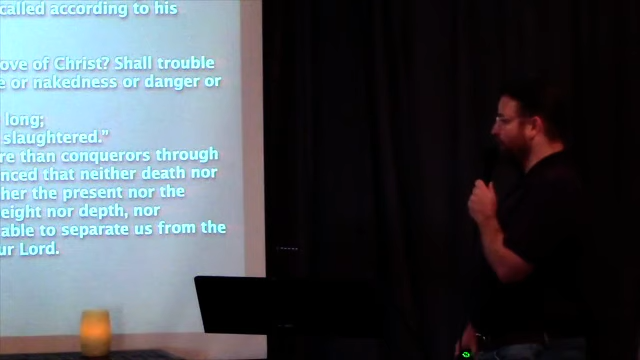 called according to his
ove of Christ? Shall trouble
e or nakedness or danger or
long;
slaughtered.”
re than conquerors through
nced that neither death nor
her the present nor the
eight nor depth, nor
able to separate us from the
ur Lord.